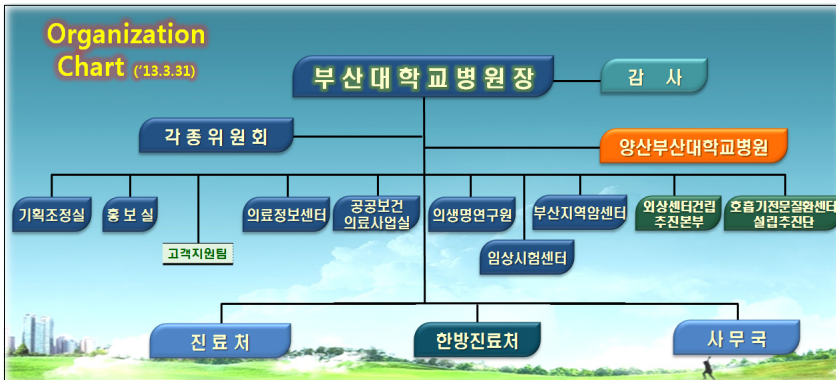 Organization
Chart ('13.3.31)
부산대학교병원장
감 사
각종위원회
양산부산대학교병원
기획조정실
홍보실
고객지원팀
의료정보센터
공공보건
의료사업실
의생명연구원
임상시험센터
부산지역암센터
외상센터건립
추진본부
호흡기전문질환센터
설립추진단
진료처
한방진료처
사무국